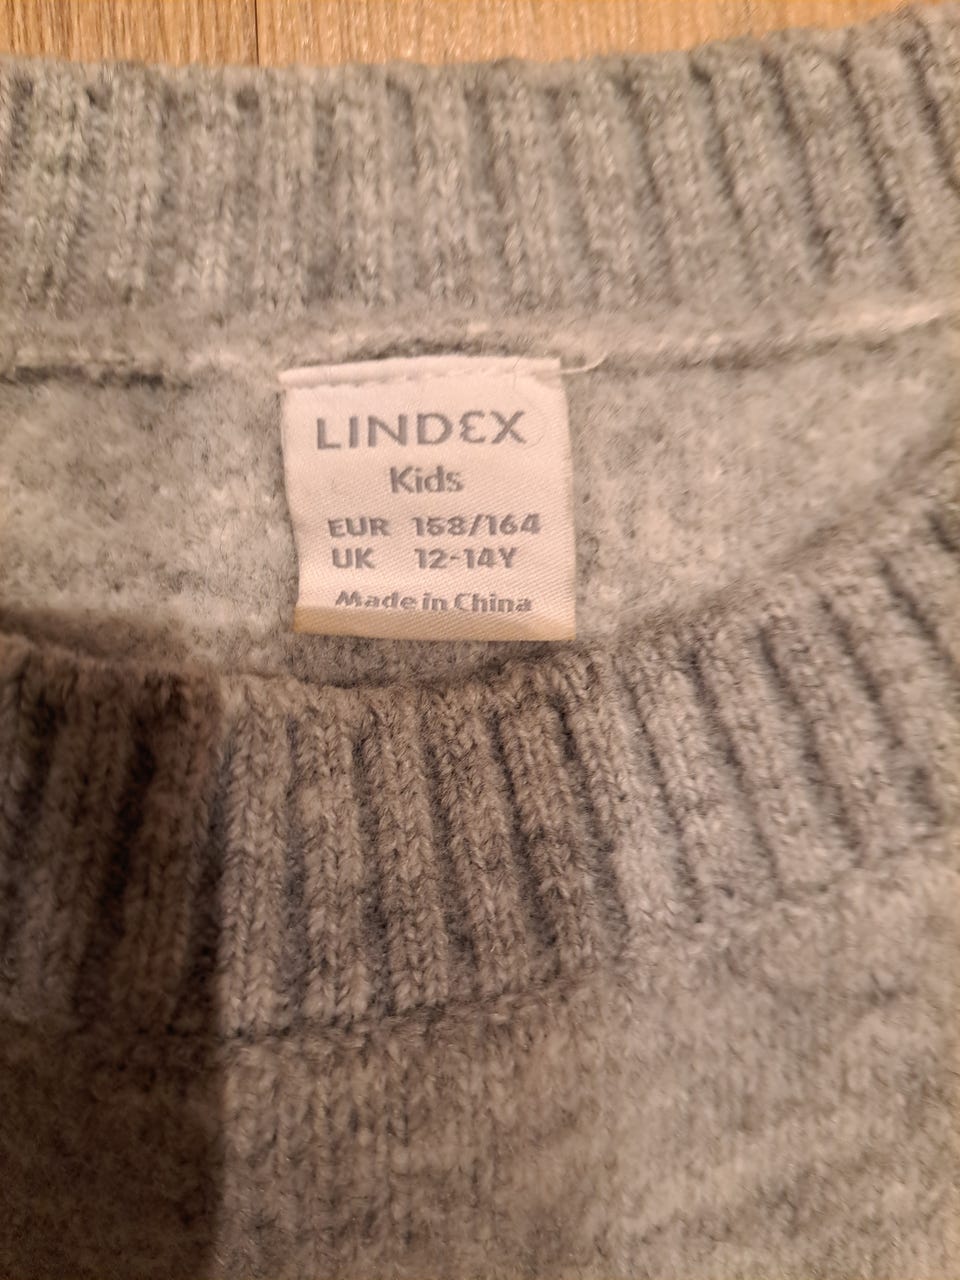 LINDEX
Kids
EUR 158/164
UK 12-14Y
Made in China